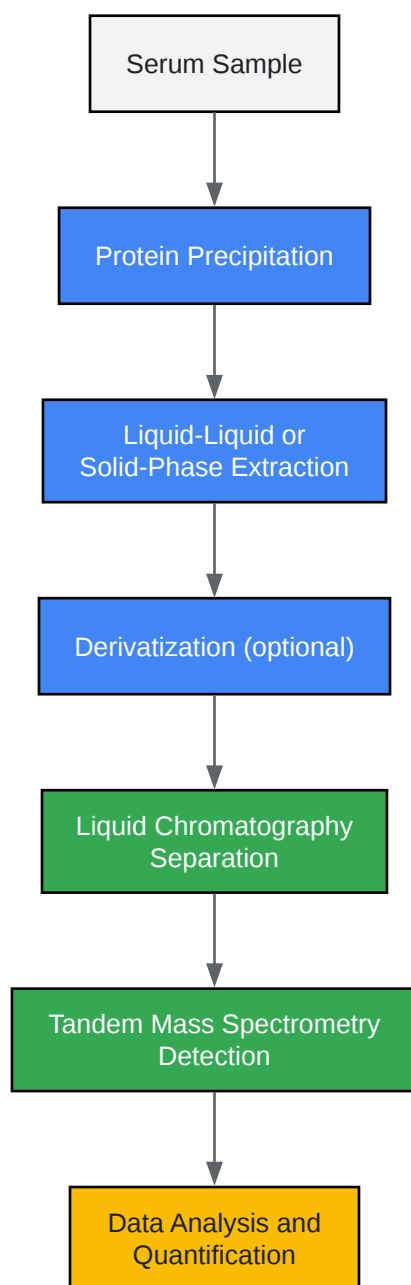 Serum Sample
Protein Precipitation
Liquid-Liquid or
Solid-Phase Extraction
Derivatization (optional)
Liquid Chromatography
Separation
Tandem Mass Spectrometry
Detection
Data Analysis and
Quantification